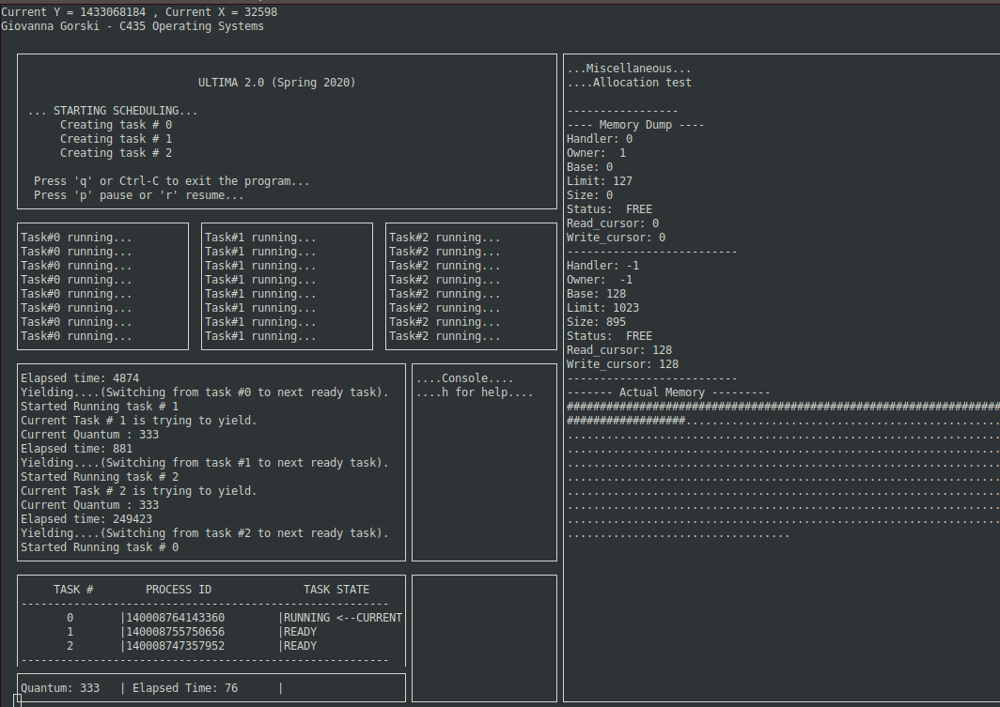 Current Y = 1433068184 , Current X = 32598
Giovanna Gorski - C435 Operating Systems
ULTIMA 2.0 (Spring 2020)
... STARTING SCHEDULING...
Creating task # 0
Creating task # 1
Creating task # 2
Press 'q' or Ctrl-C to exit the program...
Press 'p' pause or 'r' resume...
Task#0 running...
Task#0 running...
Task#0 running...
Task#0 running...
Task#0 running...
Task#0 running...
Task#0 running...
Task#0 running...
Task#1 running...
Task#1 running...
Task#1 running...
Task#1 running...
Task#1 running...
Task#1 running...
Task#1 running...
Task#1 running...
Task#2 running...
Task#2 running...
Task#2 running...
Task#2 running...
Task#2 running...
Task#2 running...
Task#2 running...
Task#2 running...
Elapsed time: 4874
Yielding....(Switching from task #0 to next ready task).
Started Running task # 1
Current Task # 1 is trying to yield.
Current Quantum : 333
Elapsed time: 881
Yielding....(Switching from task #1 to next ready task).
Started Running task # 2
Current Task # 2 is trying to yield.
Current Quantum : 333
Elapsed time: 249423
Yielding....(Switching from task #2 to next ready task).
Started Running task # 0
....Console....
....h for help....
TASK # PROCESS ID TASK STATE
--------------------------------------------------------
0 |140008764143360 |RUNNING <--CURRENT
1 |140008755750656 |READY
2 |140008747357952 |READY
--------------------------------------------------------
Quantum: 333 | Elapsed Time: 76 |
...Miscellaneous...
....Allocation test
-----------------
---- Memory Dump ----
Handler: 0
Owner: 1
Base: 0
Limit: 127
Size: 0
Status: FREE
Read_cursor: 0
Write_cursor: 0
--------------------------
Handler: -1
Owner: -1
Base: 128
Limit: 1023
Size: 895
Status: FREE
Read_cursor: 128
Write_cursor: 128
--------------------------
------- Actual Memory ---------
##################################################################
##################................................................
..................................................................
..................................................................
..................................................................
..................................................................
..................................................................
..................................................................
..................................................................
..................................